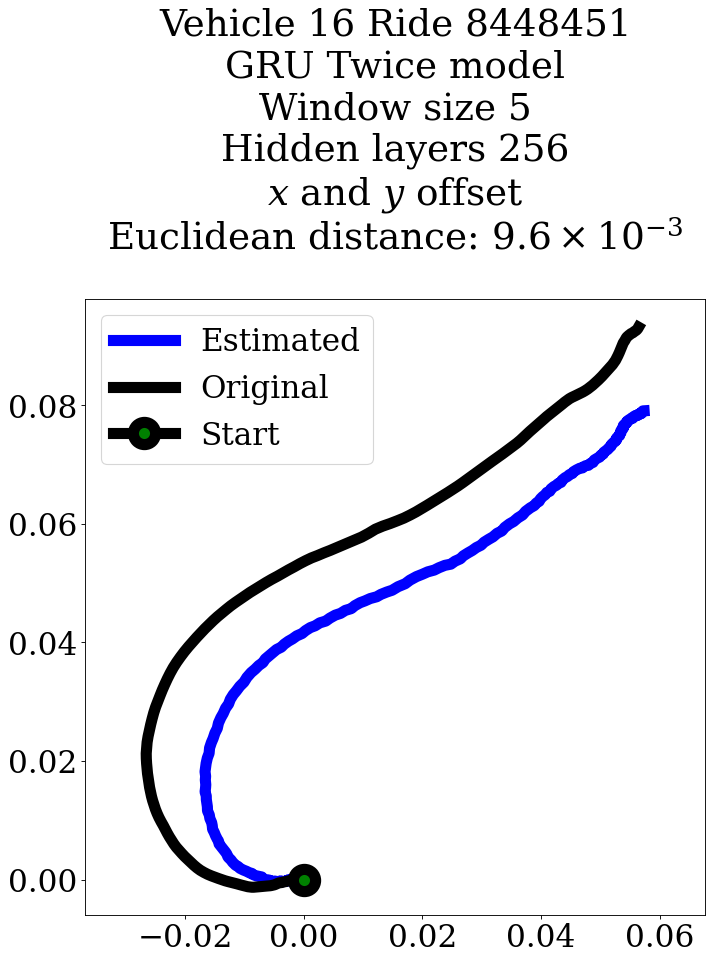 Vehicle 16 Ride 8448451
GRU Twice model
Window size 5
Hidden layers 256
x and y offset
Euclidean distance: 9.6 × 10⁻³
Estimated
Original
Start
0.08
0.06
0.04
0.02
0.00
−0.02 0.00 0.02 0.04 0.06